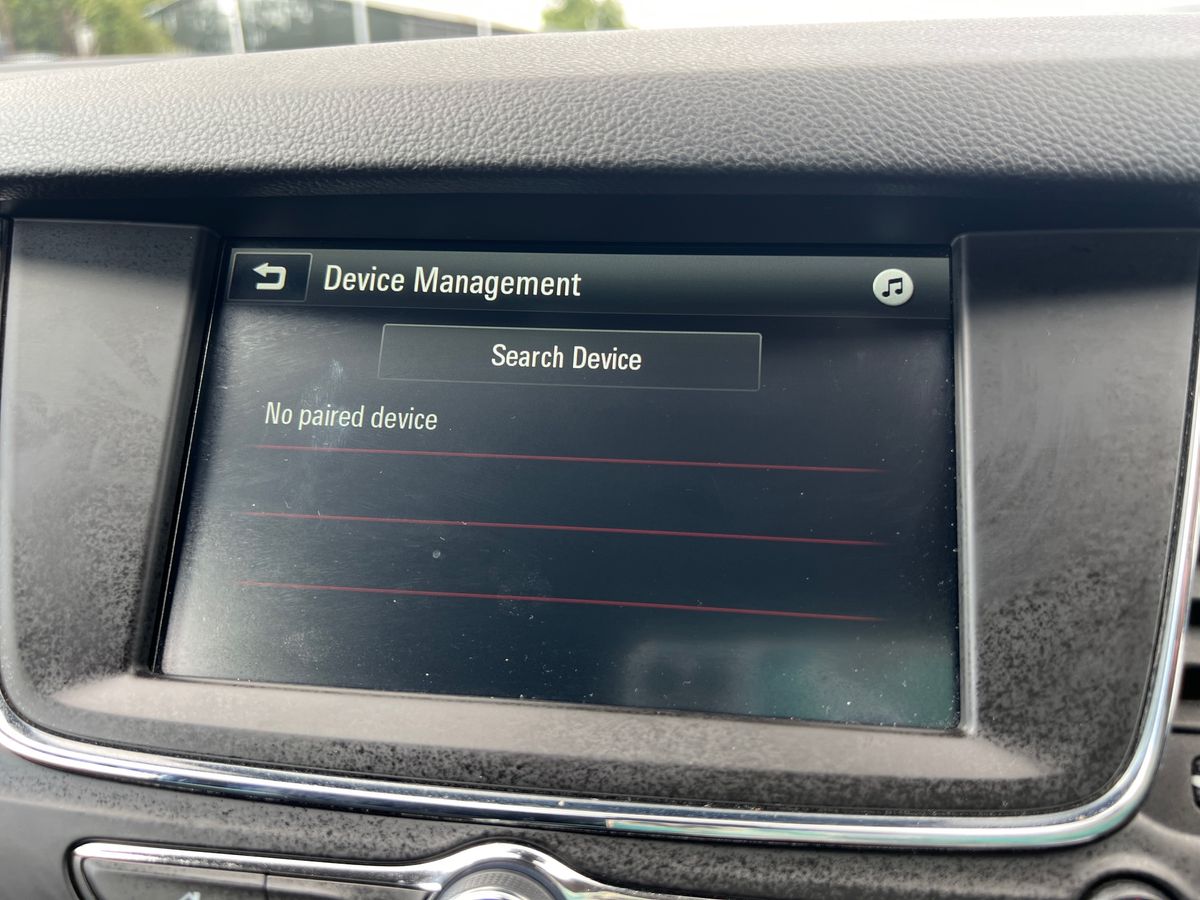 Device Management
Search Device
No paired device